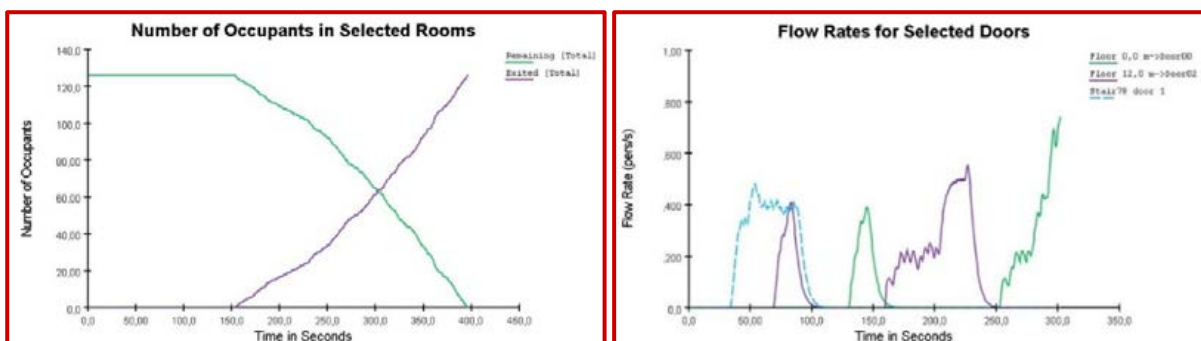 Number of Occupants in Selected Rooms
Remaining (Total)
Exited (Total)
140,0
120,0
100,0
80,00
60,00
40,00
20,00
0,0
Number of Occupants
0,0 50,00 100,0 150,0 200,0 250,0 300,0 350,0 400,0 450,0
Time in Seconds
Flow Rates for Selected Doors
Floor 0,0 m->Door00
Floor 12,0 m->Door02
Stair78 door 1
1,00
,800
,600
,400
,200
0,0
Flow Rate (pers/s)
0,0 50,00 100,0 150,0 200,0 250,0 300,0 350,0
Time in Seconds